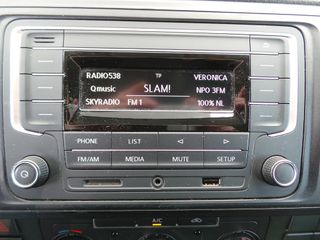 RADIO538 TP VERONICA
Qmusic SLAM! NPO 3FM
SKYRADIO FM 1 100% NL
PHONE LIST ◁ ▷
FM/AM MEDIA MUTE SETUP
A/C